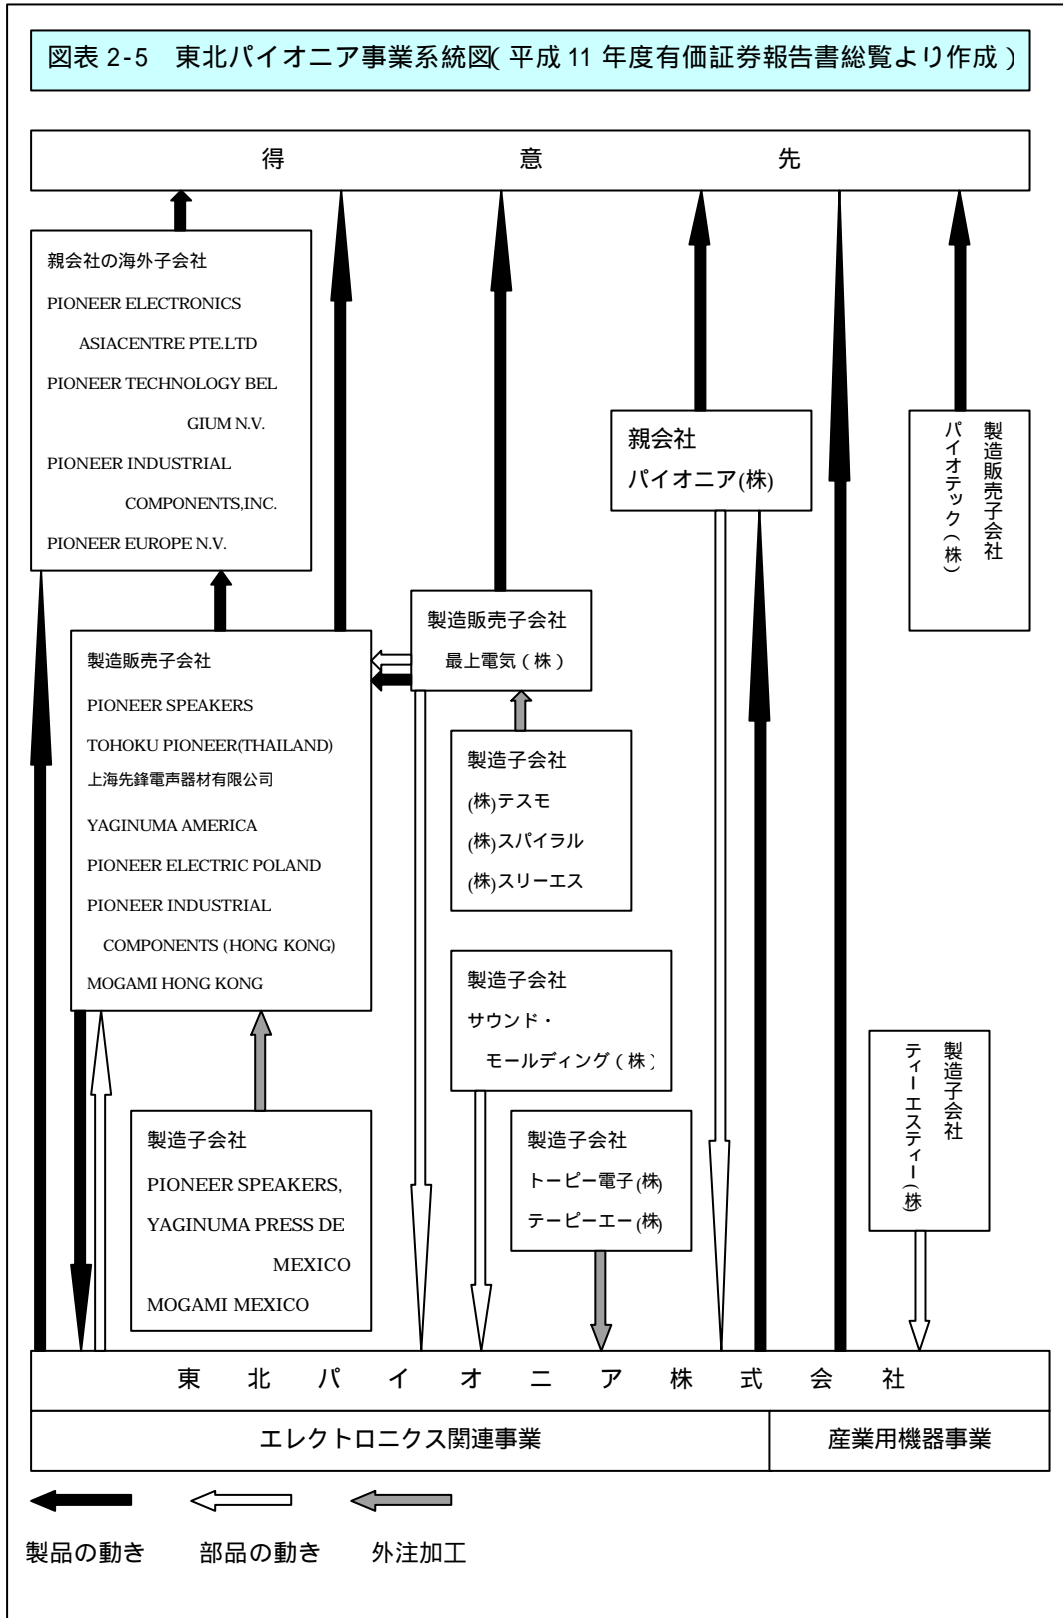 図表 2-5　東北パイオニア事業系統図(平成 11 年度有価証券報告書総覧より作成)
得　意　先
親会社の海外子会社
PIONEER ELECTRONICS
ASIACENTRE PTE.LTD
PIONEER TECHNOLOGY BEL
GIUM N.V.
PIONEER INDUSTRIAL
COMPONENTS,INC.
PIONEER EUROPE N.V.
親会社
パイオニア(株)
製造販売子会社
パイオテック(株)
製造販売子会社
最上電気(株)
製造販売子会社
PIONEER SPEAKERS
TOHOKU PIONEER(THAILAND)
上海先鋒電声器材有限公司
YAGINUMA AMERICA
PIONEER ELECTRIC POLAND
PIONEER INDUSTRIAL
COMPONENTS (HONG KONG)
MOGAMI HONG KONG
製造子会社
(株)テスモ
(株)スパイラル
(株)スリーエス
製造子会社
サウンド・
モールディング(株)
製造子会社
PIONEER SPEAKERS,
YAGINUMA PRESS DE
MEXICO
MOGAMI MEXICO
製造子会社
トーピー電子(株)
テーピーエー(株)
製造子会社
ティーエスティー(株)
東北パイオニア株式会社
エレクトロニクス関連事業
産業用機器事業
製品の動き
部品の動き
外注加工